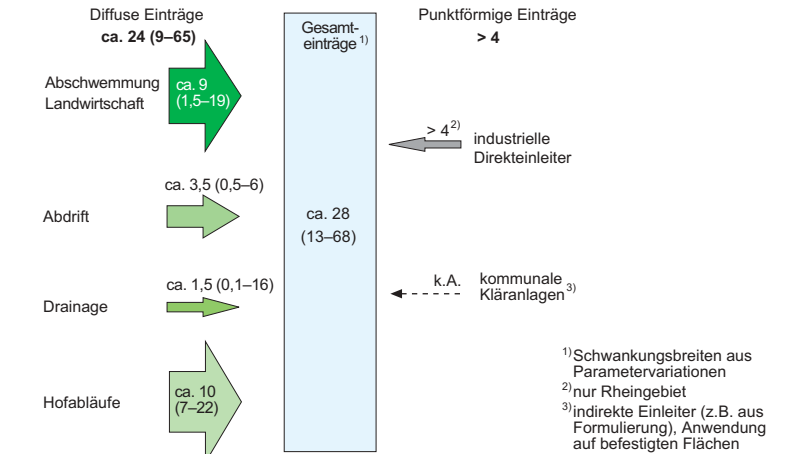 Diffuse Einträge
ca. 24 (9–65)
Gesamt-
einträge 1)
Punktförmige Einträge
> 4
Abschwemmung
Landwirtschaft
ca. 9
(1,5–19)
> 4 2)
industrielle
Direkteinleiter
ca. 3,5 (0,5–6)
Abdrift
ca. 28
(13–68)
ca. 1,5 (0,1–16)
Drainage
k.A.
kommunale
Kläranlagen 3)
Hofabläufe
ca. 10
(7–22)
1) Schwankungsbreiten aus
Parametervariationen
2) nur Rheingebiet
3) indirekte Einleiter (z.B. aus
Formulierung), Anwendung
auf befestigten Flächen